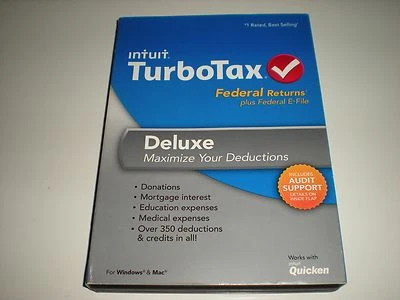 #1 Rated, Best Selling
intuit.
TurboTax
Federal Returns
plus Federal E-File
Deluxe
Maximize Your Deductions
• Donations
• Mortgage interest
• Education expenses
• Medical expenses
• Over 350 deductions
& credits in all!
INCLUDES
AUDIT
SUPPORT
DETAILS ON
INSIDE FLAP
For Windows® & Mac®
Works with
intuit
Quicken